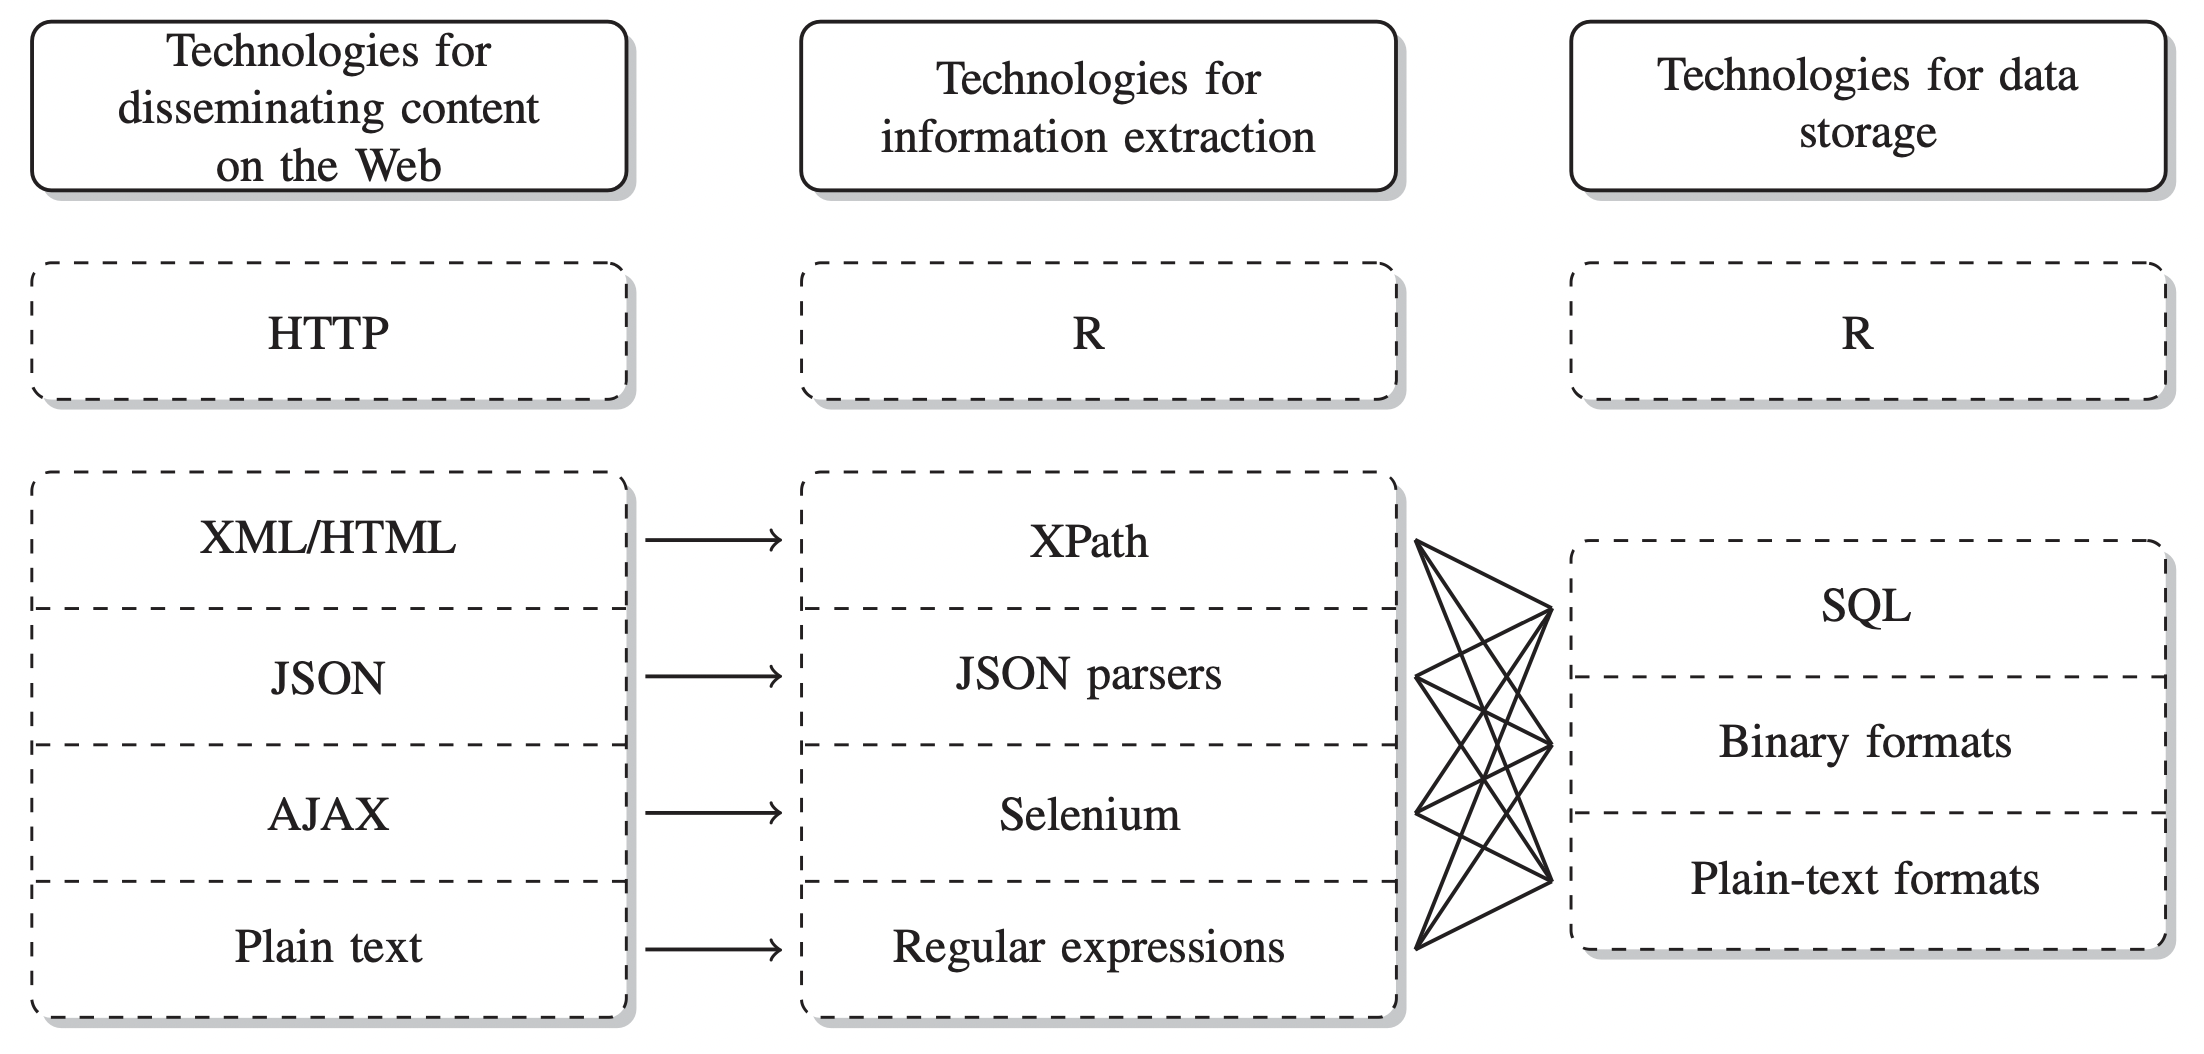 Technologies for
disseminating content
on the Web
Technologies for
information extraction
Technologies for data
storage
HTTP
R
R
XML/HTML
JSON
AJAX
Plain text
XPath
JSON parsers
Selenium
Regular expressions
SQL
Binary formats
Plain-text formats